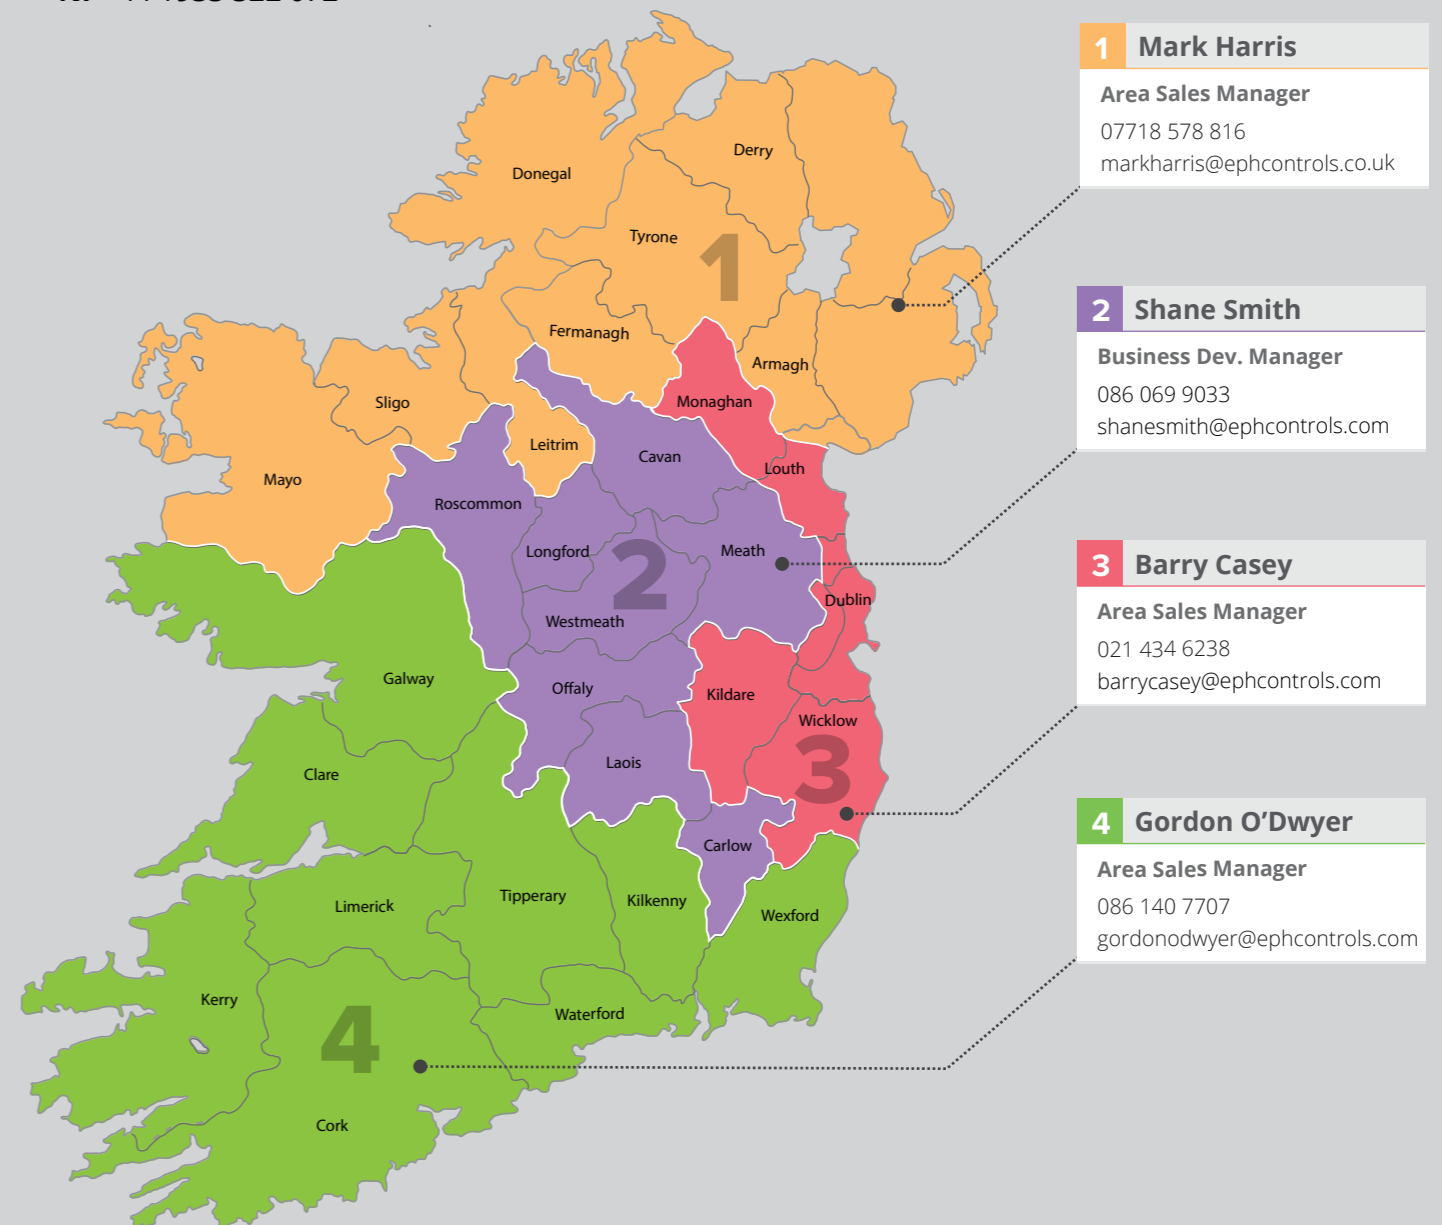 1 Mark Harris
Area Sales Manager
07718 578 816
markharris@ephcontrols.co.uk
2 Shane Smith
Business Dev. Manager
086 069 9033
shanesmith@ephcontrols.com
3 Barry Casey
Area Sales Manager
021 434 6238
barrycasey@ephcontrols.com
4 Gordon O’Dwyer
Area Sales Manager
086 140 7707
gordonodwyer@ephcontrols.com
Derry
Donegal
Tyrone
1
Fermanagh
Armagh
Monaghan
Sligo
Leitrim
Cavan
Louth
Mayo
Roscommon
Longford
2
Meath
Dublin
Westmeath
Galway
Offaly
Kildare
Wicklow
3
Laois
Clare
Carlow
Tipperary
Kilkenny
Limerick
Wexford
Kerry
Waterford
4
Cork